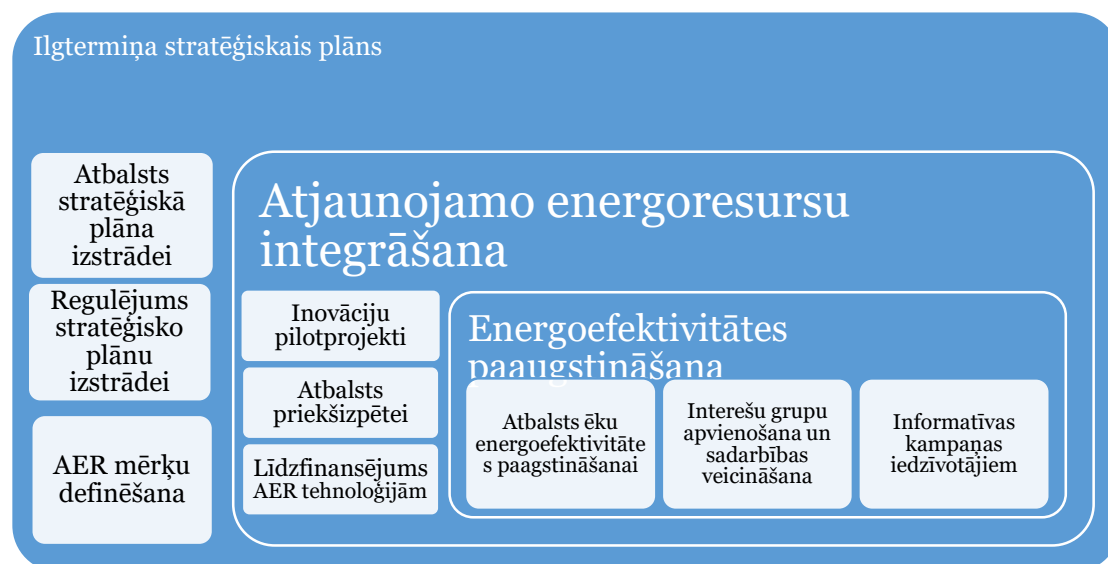 Ilgtermiņa stratēģiskais plāns
Atbalsts
stratēģiskā
plāna
izstrādei
Regulējums
stratēģisko
plānu
izstrādei
AER mērķu
definēšana
Atjaunojamo energoresursu
integrāšana
Inovāciju
pilotprojekti
Atbalsts
priekšizpētei
Līdzfinansējums
AER tehnoloģijām
Energoefektivitātes
paaugstināšana
Atbalsts ēku
energoefektivitāte
s paagstināšanai
Interešu grupu
apvienošana un
sadarbības
veicināšana
Informatīvas
kampaņas
iedzīvotājiem